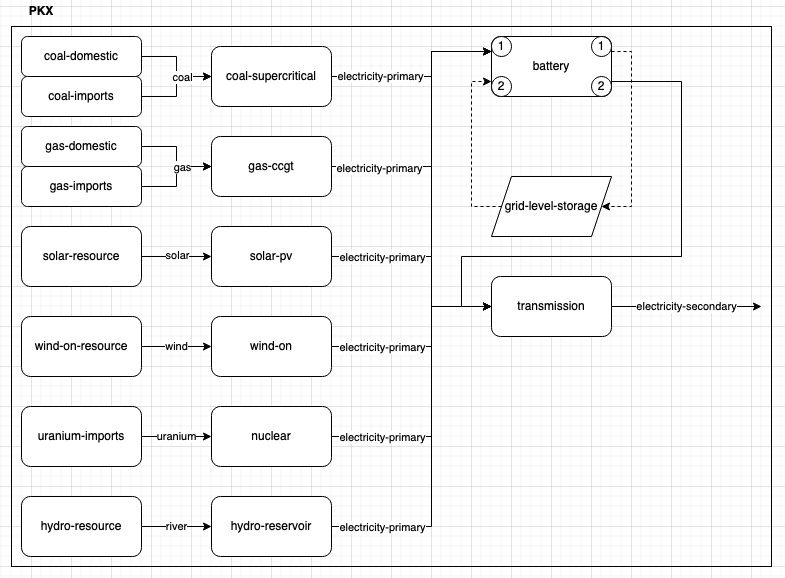 PKX
coal-domestic
coal-imports
coal
coal-supercritical
electricity-primary
1
1
battery
2
2
gas-domestic
gas-imports
gas
gas-ccgt
electricity-primary
grid-level-storage
solar-resource
solar
solar-pv
electricity-primary
transmission
electricity-secondary
wind-on-resource
wind
wind-on
electricity-primary
uranium-imports
uranium
nuclear
electricity-primary
hydro-resource
river
hydro-reservoir
electricity-primary